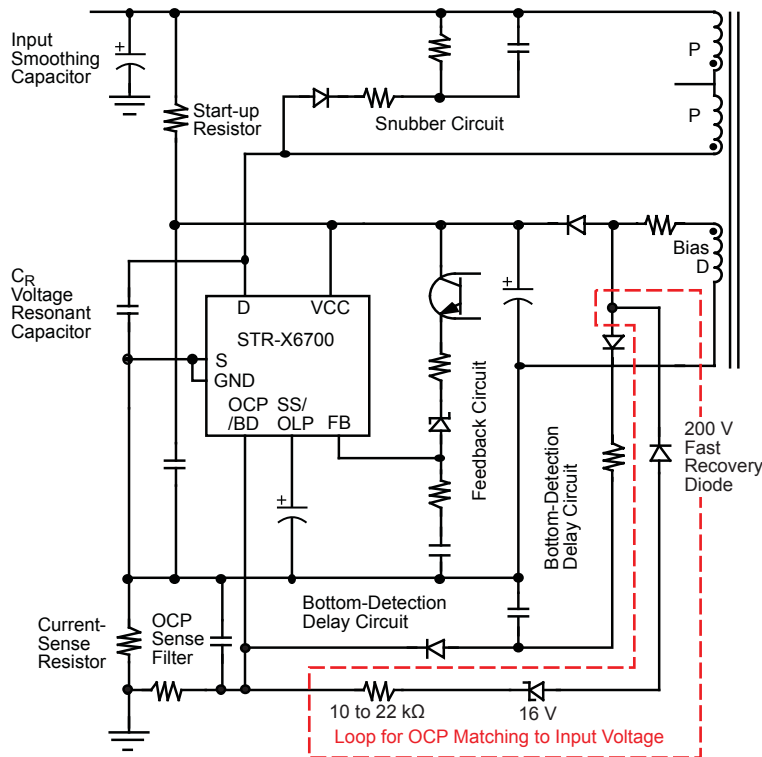 Input
Smoothing
Capacitor
+
Start-up
Resistor
Snubber Circuit
P
P
Bias
D
C_R
Voltage
Resonant
Capacitor
+
D
VCC
STR-X6700
S
GND
OCP
/BD
SS/
OLP
FB
+
Feedback Circuit
Bottom-Detection
Delay Circuit
200 V
Fast
Recovery
Diode
Bottom-Detection
Delay Circuit
Current-
Sense
Resistor
OCP
Sense
Filter
10 to 22 kΩ
16 V
Loop for OCP Matching to Input Voltage